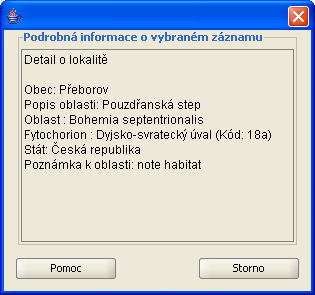 Podrobná informace o vybraném záznamu
Detail o lokalitě
Obec: Přeborov
Popis oblasti: Pouzdřanská step
Oblast : Bohemia septentrionalis
Fytochorion : Dyjsko-svratecký úval (Kód: 18a)
Stát: Česká republika
Poznámka k oblasti: note habitat
Pomoc
Storno